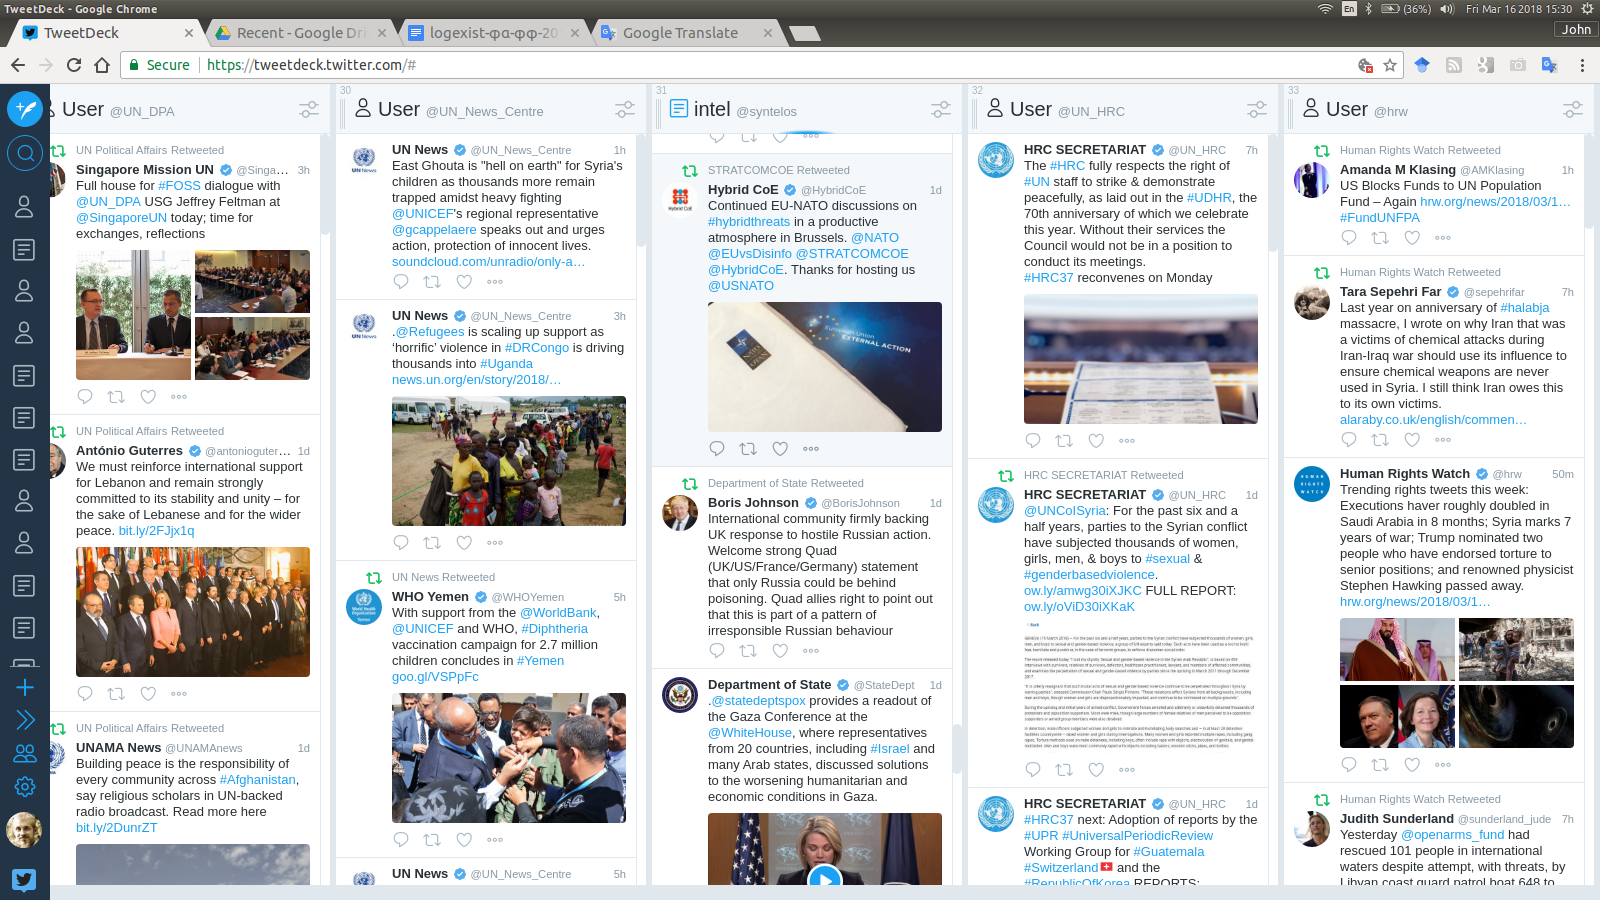 TweetDeck - Google Chrome
En
(36%)
Fri Mar 16 2018 15:30
TweetDeck
Recent - Google Dri
logexist-φα-φφ-20
Google Translate
John
Secure
https://tweetdeck.twitter.com/#
User @UN_DPA
UN Political Affairs Retweeted
Singapore Mission UN @Singa... 3h
Full house for #FOSS dialogue with
@UN_DPA USG Jeffrey Feltman at
@SingaporeUN today; time for
exchanges, reflections
UN Political Affairs Retweeted
António Guterres @antonioguter... 1d
We must reinforce international support
for Lebanon and remain strongly
committed to its stability and unity – for
the sake of Lebanese and for the wider
peace. bit.ly/2FJjx1q
UN Political Affairs Retweeted
UNAMA News @UNAMAnews 1d
Building peace is the responsibility of
every community across #Afghanistan,
say religious scholars in UN-backed
radio broadcast. Read more here
bit.ly/2DunrZT
30
User @UN_News_Centre
UN News @UN_News_Centre 1h
East Ghouta is "hell on earth" for Syria's
children as thousands more remain
trapped amidst heavy fighting
@UNICEF's regional representative
@gcappelaere speaks out and urges
action, protection of innocent lives.
soundcloud.com/unradio/only-a…
UN News @UN_News_Centre 3h
.@Refugees is scaling up support as
‘horrific’ violence in #DRCongo is driving
thousands into #Uganda
news.un.org/en/story/2018/…
UN News Retweeted
WHO Yemen @WHOYemen 5h
With support from the @WorldBank,
@UNICEF and WHO, #Diphtheria
vaccination campaign for 2.7 million
children concludes in #Yemen
goo.gl/VSPpFc
UN News @UN_News_Centre 5h
31
intel @syntelos
STRATCOMCOE Retweeted
Hybrid CoE @HybridCoE 1d
Continued EU-NATO discussions on
#hybridthreats in a productive
atmosphere in Brussels. @NATO
@EUvsDisinfo @STRATCOMCOE
@HybridCoE. Thanks for hosting us
@USNATO
European Union
EXTERNAL ACTION
Department of State Retweeted
Boris Johnson @BorisJohnson 1d
International community firmly backing
UK response to hostile Russian action.
Welcome strong Quad
(UK/US/France/Germany) statement
that only Russia could be behind
poisoning. Quad allies right to point out
that this is part of a pattern of
irresponsible Russian behaviour
Department of State @StateDept 1d
.@statedeptspox provides a readout of
the Gaza Conference at the
@WhiteHouse, where representatives
from 20 countries, including #Israel and
many Arab states, discussed solutions
to the worsening humanitarian and
economic conditions in Gaza.
32
User @UN_HRC
HRC SECRETARIAT @UN_HRC 7h
The #HRC fully respects the right of
#UN staff to strike & demonstrate
peacefully, as laid out in the #UDHR, the
70th anniversary of which we celebrate
this year. Without their services the
Council would not be in a position to
conduct its meetings.
#HRC37 reconvenes on Monday
HRC SECRETARIAT Retweeted
HRC SECRETARIAT @UN_HRC 1d
@UNCoISyria: For the past six and a
half years, parties to the Syrian conflict
have subjected thousands of women,
girls, men, & boys to #sexual &
#genderbasedviolence.
ow.ly/amwg30iXJKC FULL REPORT:
ow.ly/oViD30iXKaK
HRC SECRETARIAT @UN_HRC 1d
#HRC37 next: Adoption of reports by the
#UPR #UniversalPeriodicReview
Working Group for #Guatemala
#Switzerland and the
#RepublicOfKorea REPORTS:
33
User @hrw
Human Rights Watch Retweeted
Amanda M Klasing @AMKlasing 1h
US Blocks Funds to UN Population
Fund – Again hrw.org/news/2018/03/1…
#FundUNFPA
Human Rights Watch Retweeted
Tara Sepehri Far @sepehrifar 7h
Last year on anniversary of #halabja
massacre, I wrote on why Iran that was
a victims of chemical attacks during
Iran-Iraq war should use its influence to
ensure chemical weapons are never
used in Syria. I still think Iran owes this
to its own victims.
alaraby.co.uk/english/commen…
Human Rights Watch @hrw 50m
Trending rights tweets this week:
Executions haver roughly doubled in
Saudi Arabia in 8 months; Syria marks 7
years of war; Trump nominated two
people who have endorsed torture to
senior positions; and renowned physicist
Stephen Hawking passed away.
hrw.org/news/2018/03/1…
Human Rights Watch Retweeted
Judith Sunderland @sunderland_jude 7h
Yesterday @openarms_fund had
rescued 101 people in international
waters despite attempt, with threats, by
Libyan coast guard patrol boat 648 to